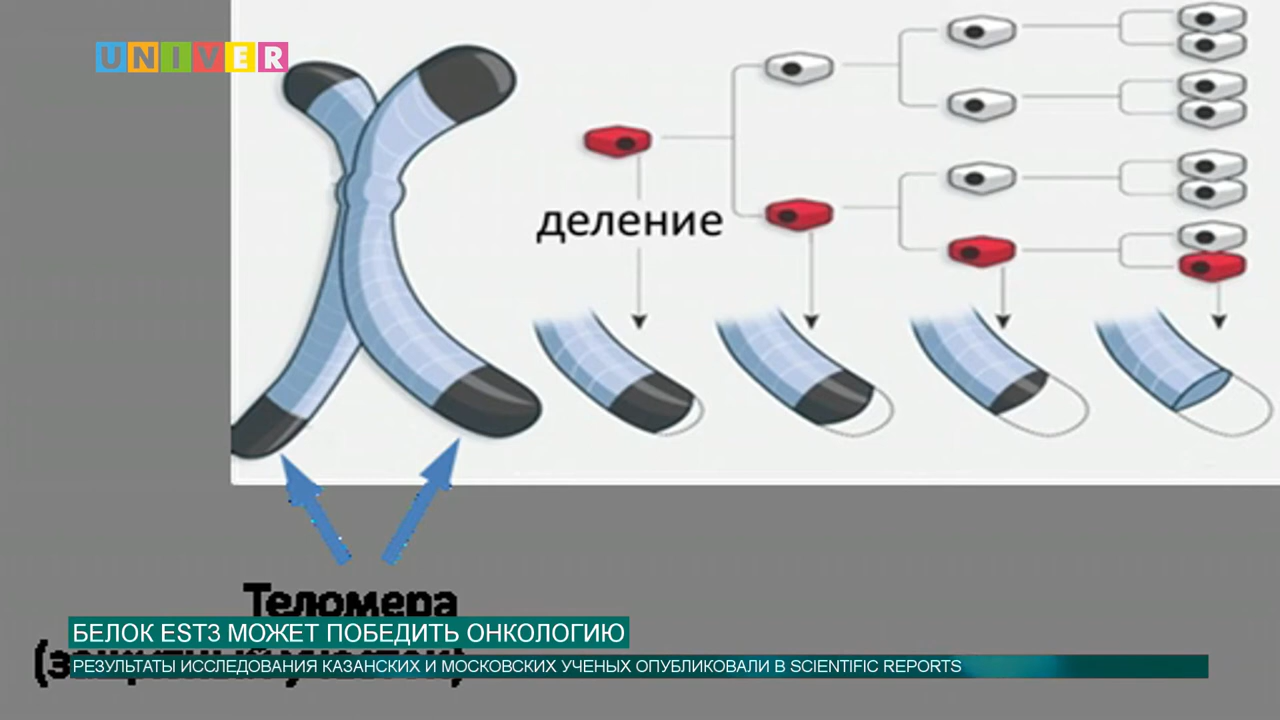 UNIVER
деление
Теломера
БЕЛОК EST3 МОЖЕТ ПОБЕДИТЬ ОНКОЛОГИЮ
РЕЗУЛЬТАТЫ ИССЛЕДОВАНИЯ КАЗАНСКИХ И МОСКОВСКИХ УЧЕНЫХ ОПУБЛИКОВАЛИ В SCIENTIFIC REPORTS